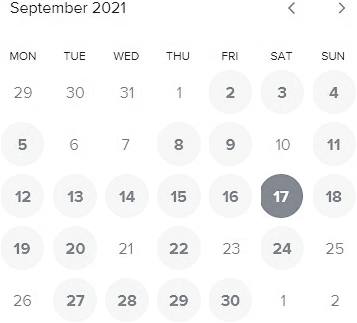 September 2021
MON TUE WED THU FRI SAT SUN
29 30 31 1 2 3 4
5 6 7 8 9 10 11
12 13 14 15 16 17 18
19 20 21 22 23 24 25
26 27 28 29 30 1 2